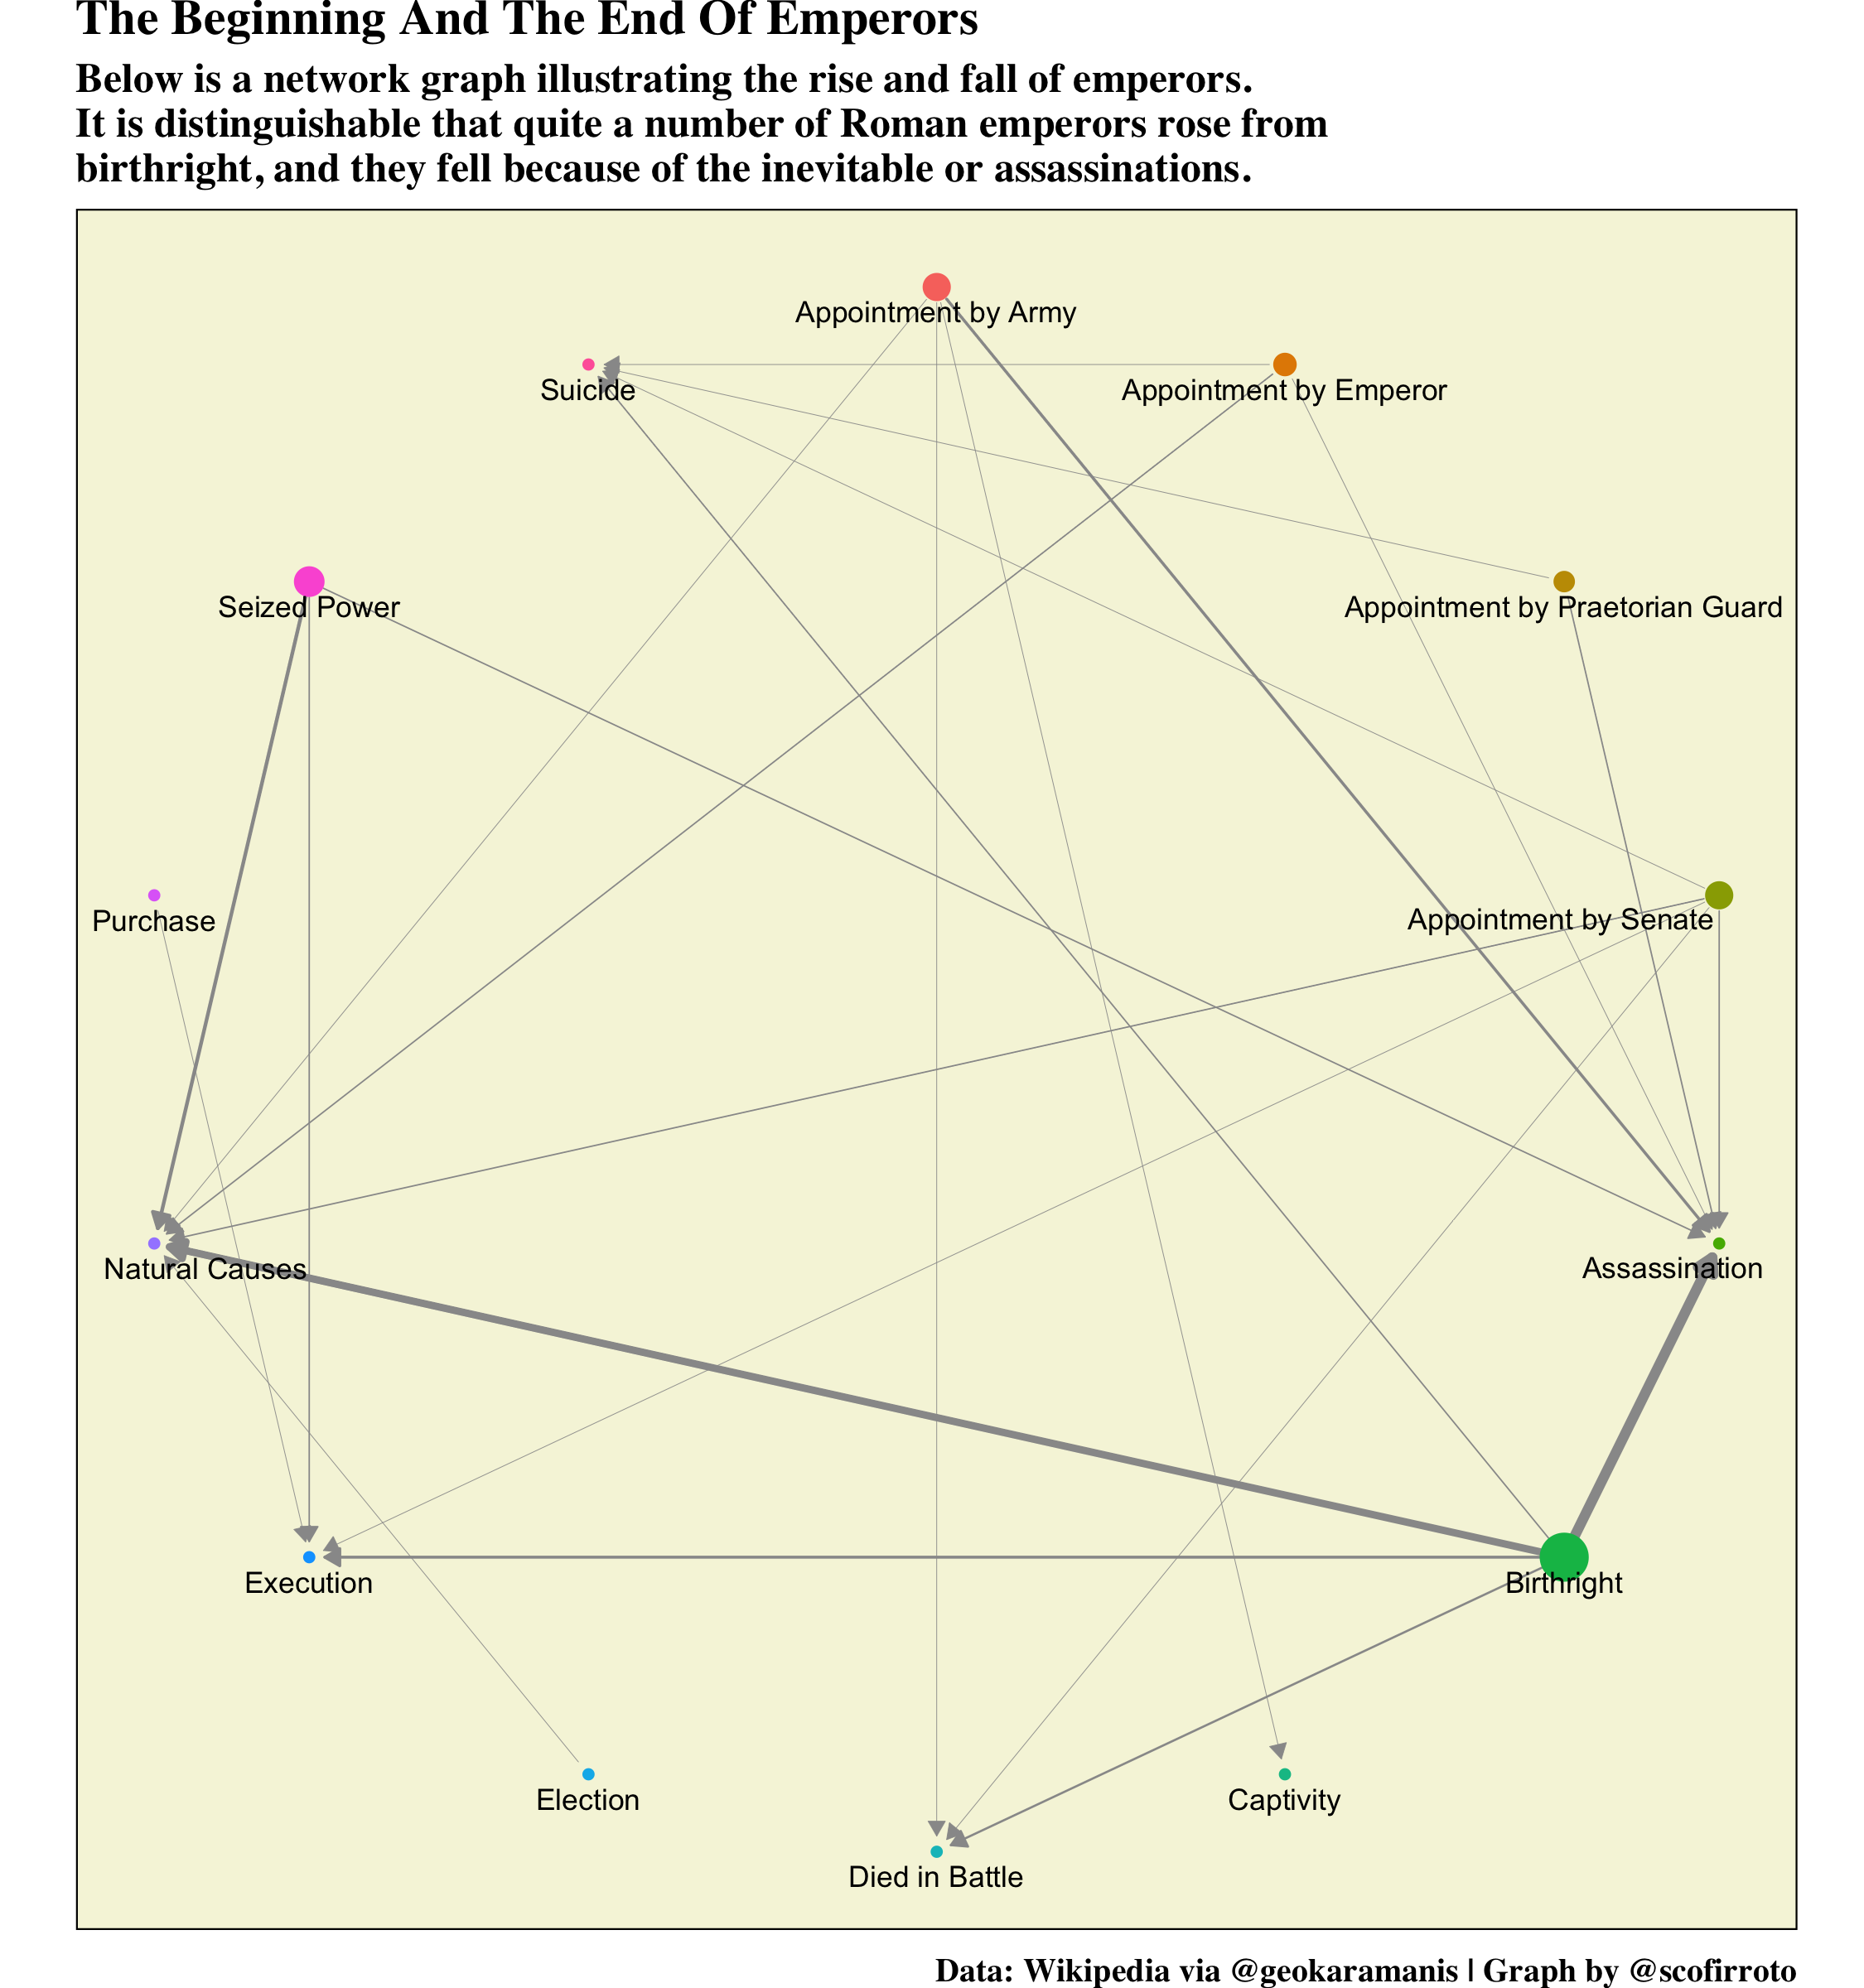 The Beginning And The End Of Emperors
Below is a network graph illustrating the rise and fall of emperors.
It is distinguishable that quite a number of Roman emperors rose from
birthright, and they fell because of the inevitable or assassinations.
Appointment by Army
Suicide
Appointment by Emperor
Seized Power
Appointment by Praetorian Guard
Purchase
Appointment by Senate
Natural Causes
Assassination
Execution
Birthright
Election
Captivity
Died in Battle
Data: Wikipedia via @geokaramanis | Graph by @scofirroto